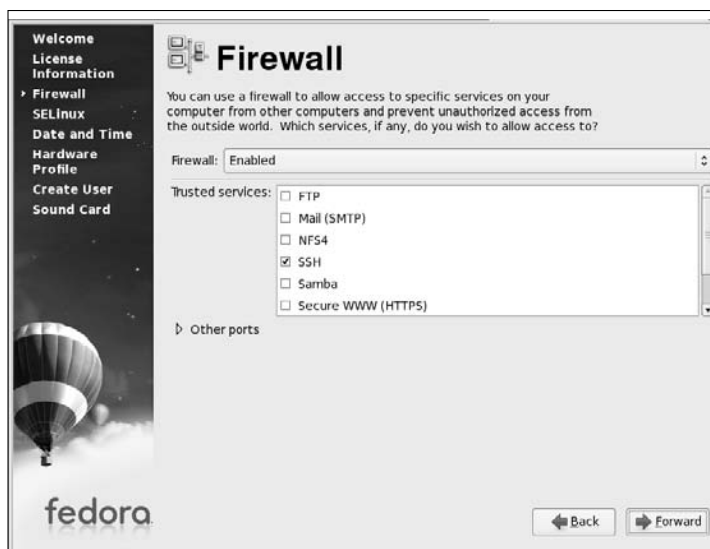 Welcome
License
Information
Firewall
SELinux
Date and Time
Hardware
Profile
Create User
Sound Card
fedora
Firewall
You can use a firewall to allow access to specific services on your
computer from other computers and prevent unauthorized access from
the outside world. Which services, if any, do you wish to allow access to?
Firewall: Enabled
Trusted services:
FTP
Mail (SMTP)
NFS4
SSH
Samba
Secure WWW (HTTPS)
Other ports
Back
Forward